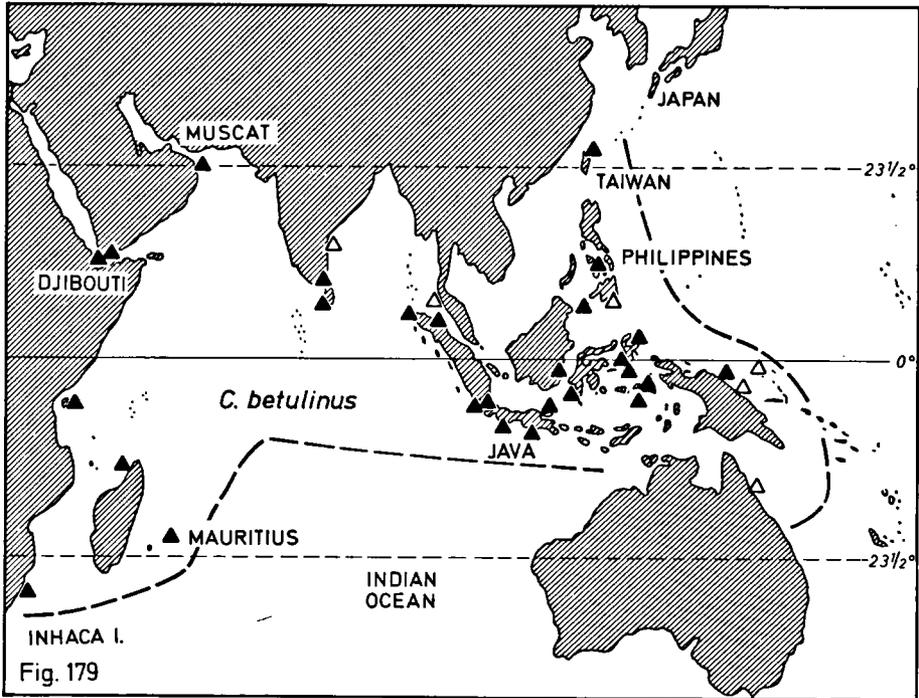 JAPAN
MUSCAT
23½°
TAIWAN
PHILIPPINES
DJIBOUTI
0°
C. betulinus
JAVA
MAURITIUS
23½°
INDIAN
OCEAN
INHACA I.
Fig. 179